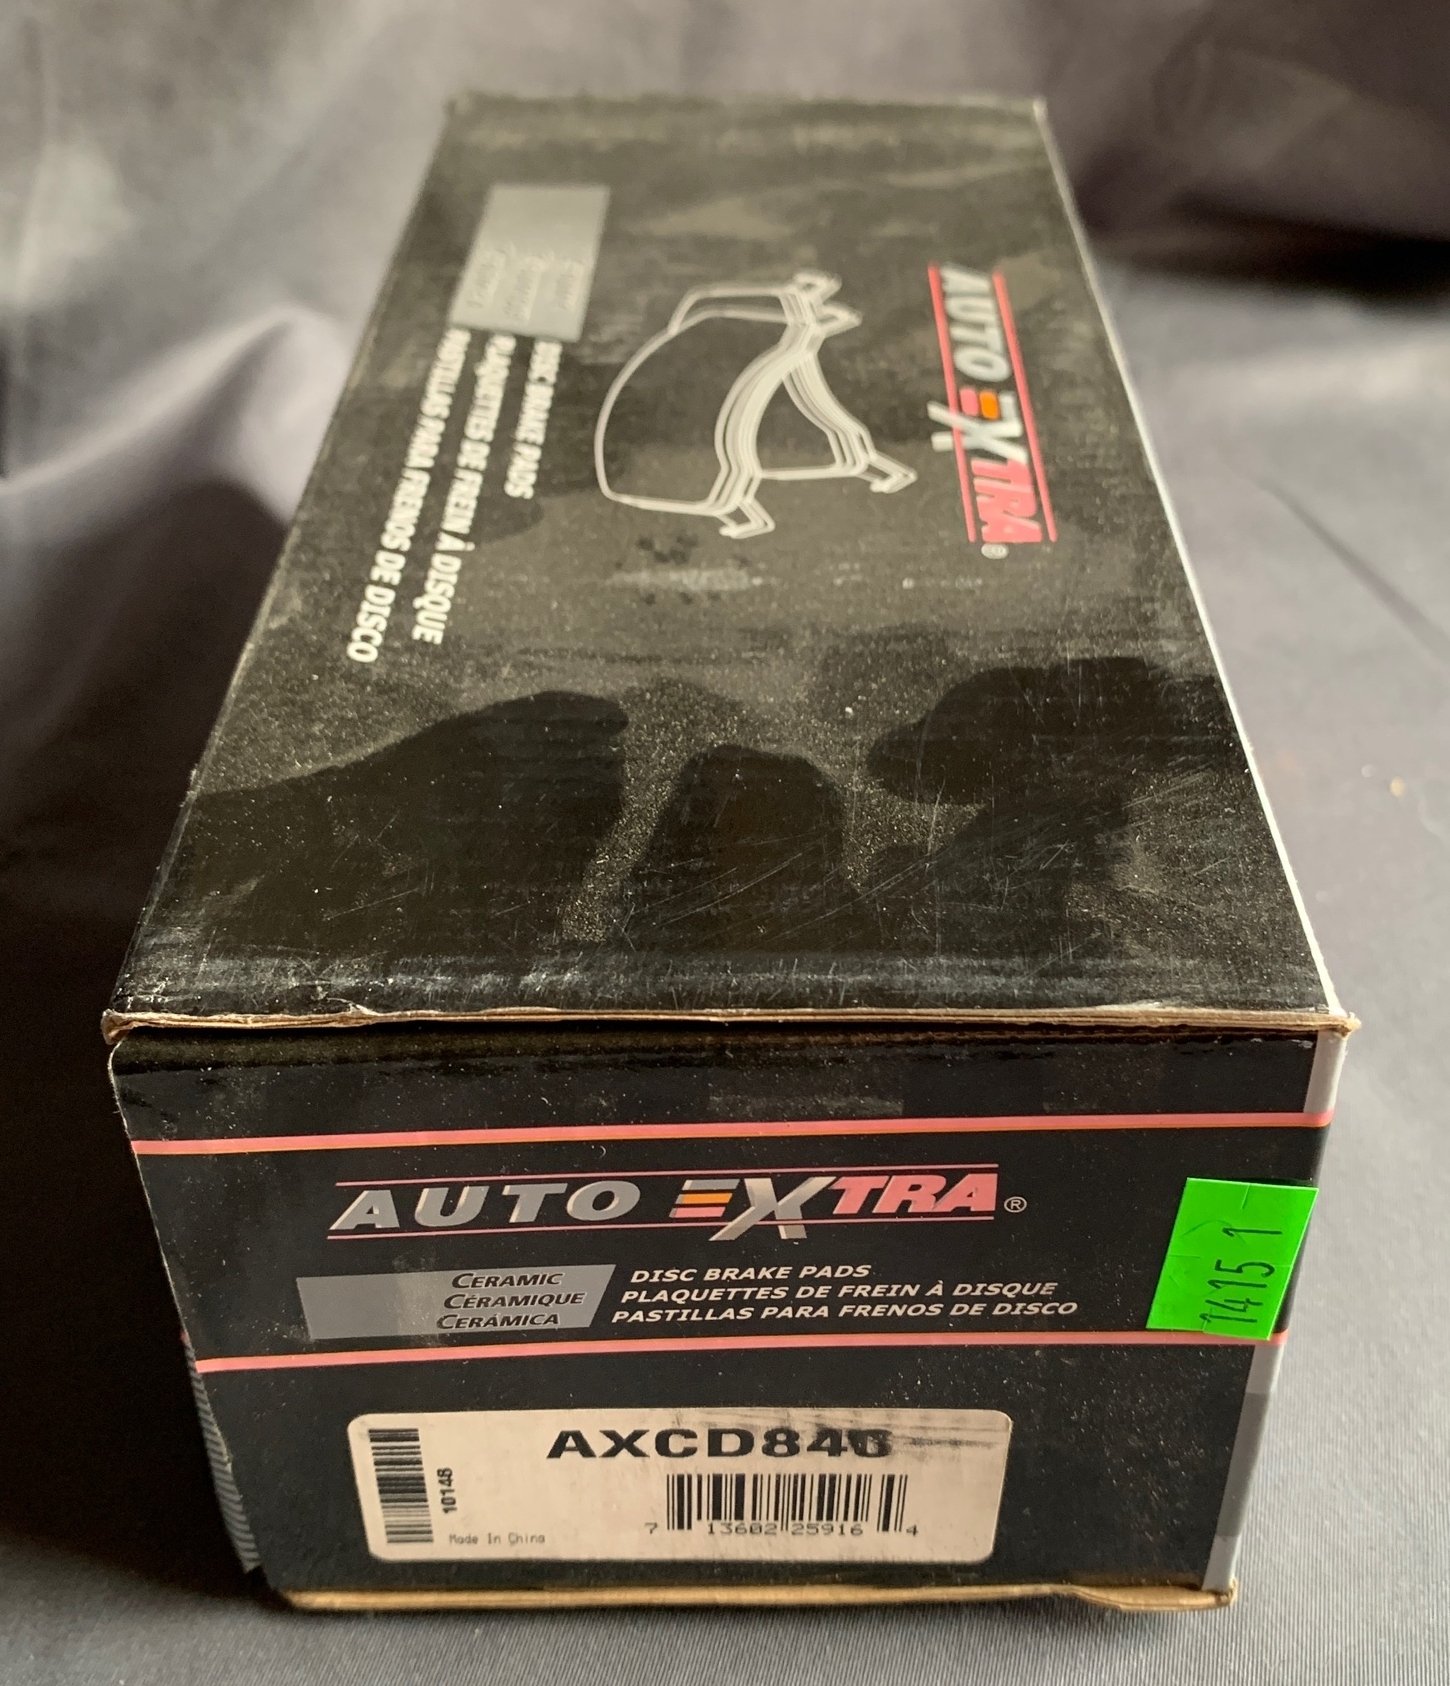 AUTO EXTRA®
DISC BRAKE PADS
PLAQUETTES DE FREIN À DISQUE
PASTILLAS PARA FRENOS DE DISCO
AUTO EXTRA®
CERAMIC
CÉRAMIQUE
CERÁMICA
DISC BRAKE PADS
PLAQUETTES DE FREIN À DISQUE
PASTILLAS PARA FRENOS DE DISCO
1415 1
10148
Made In China
7 13602 25916 4